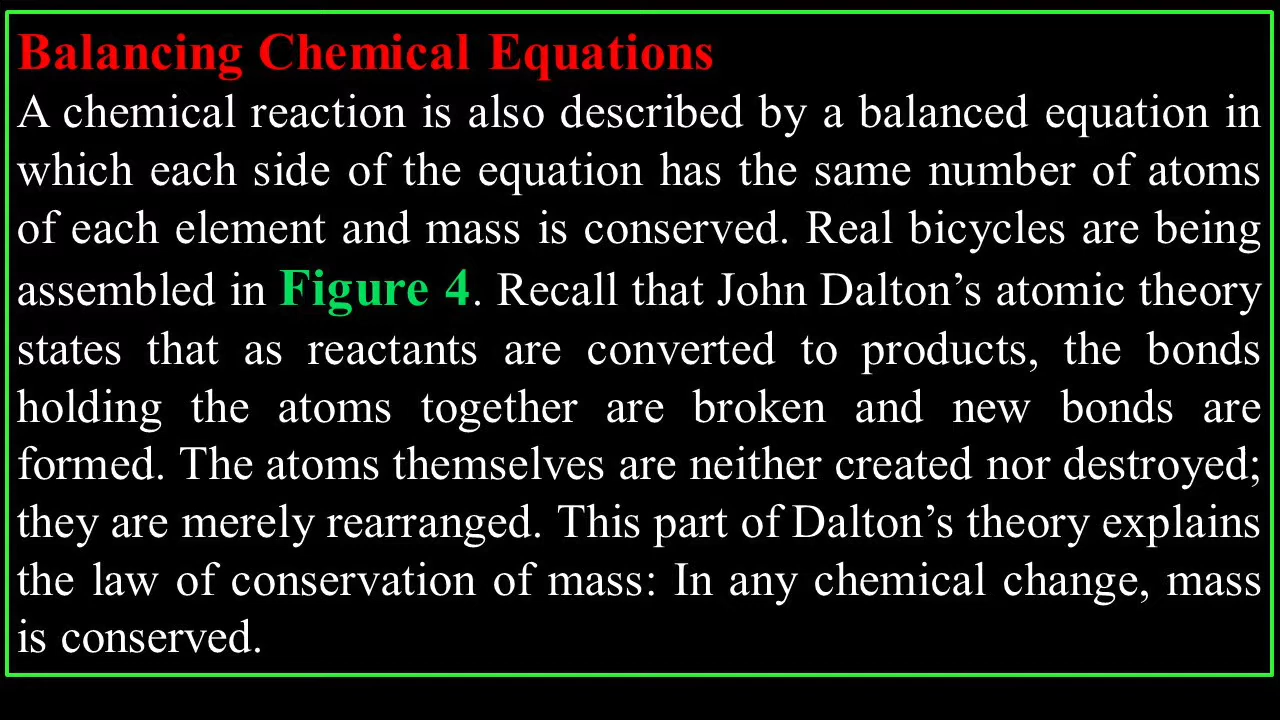 Balancing Chemical Equations
A chemical reaction is also described by a balanced equation in
which each side of the equation has the same number of atoms
of each element and mass is conserved. Real bicycles are being
assembled in Figure 4. Recall that John Dalton’s atomic theory
states that as reactants are converted to products, the bonds
holding the atoms together are broken and new bonds are
formed. The atoms themselves are neither created nor destroyed;
they are merely rearranged. This part of Dalton’s theory explains
the law of conservation of mass: In any chemical change, mass
is conserved.